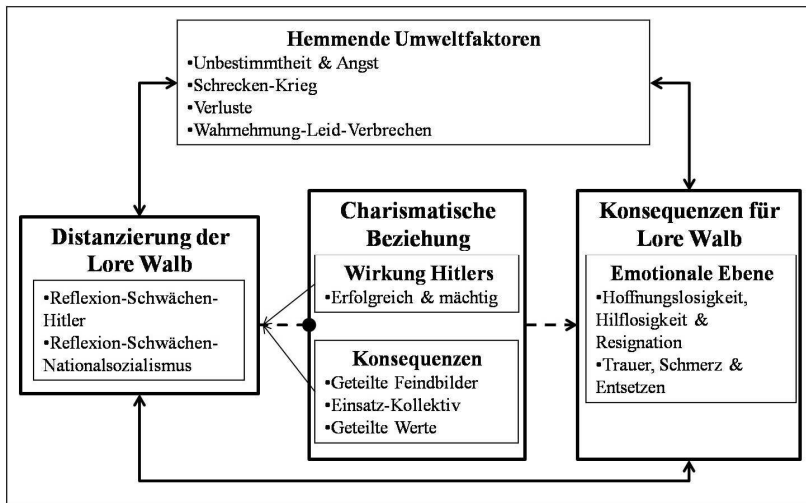 Hemmende Umweltfaktoren
▪Unbestimmtheit & Angst
▪Schrecken-Krieg
▪Verluste
▪Wahrnehmung-Leid-Verbrechen
Distanzierung der
Lore Walb
▪Reflexion-Schwächen-
Hitler
▪Reflexion-Schwächen-
Nationalsozialismus
Charismatische
Beziehung
Wirkung Hitlers
▪Erfolgreich & mächtig
Konsequenzen
▪Geteilte Feindbilder
▪Einsatz-Kollektiv
▪Geteilte Werte
Konsequenzen für
Lore Walb
Emotionale Ebene
▪Hoffnungslosigkeit,
Hilflosigkeit &
Resignation
▪Trauer, Schmerz &
Entsetzen